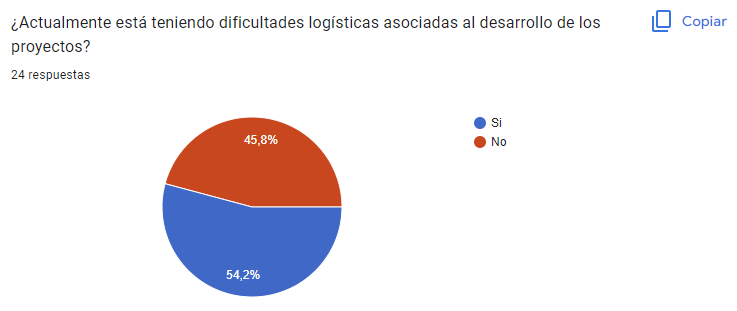 ¿Actualmente está teniendo dificultades logísticas asociadas al desarrollo de los
proyectos?
Copiar
24 respuestas
45,8%
54,2%
Si
No